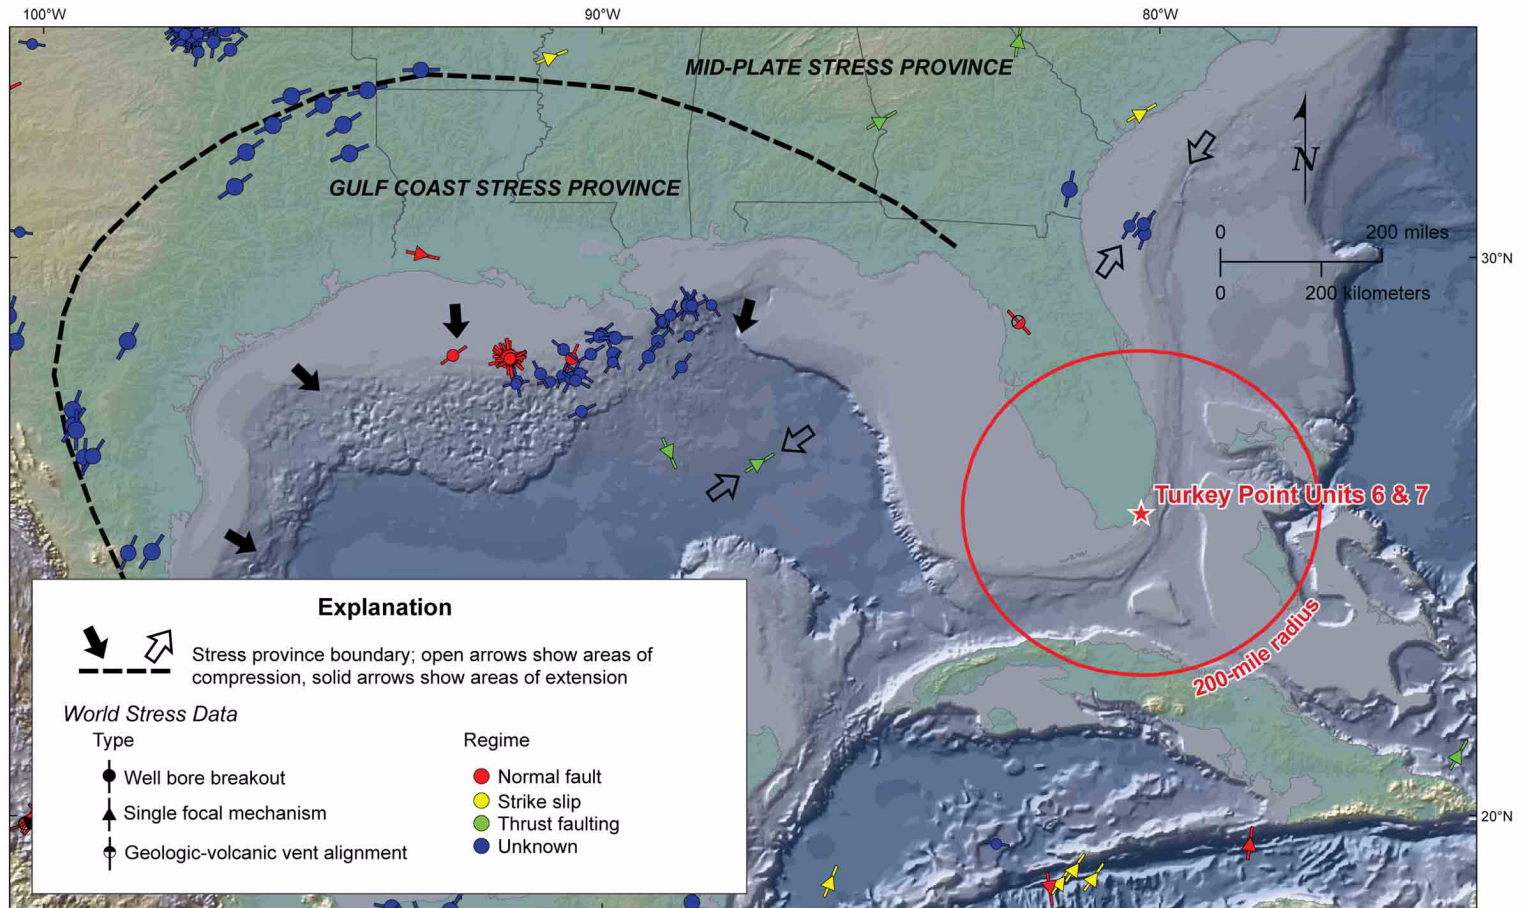 100°W
90°W
80°W
MID-PLATE STRESS PROVINCE
N
GULF COAST STRESS PROVINCE
0
200 miles
30°N
0
200 kilometers
Turkey Point Units 6 & 7
200-mile radius
Explanation
Stress province boundary; open arrows show areas of
compression, solid arrows show areas of extension
World Stress Data
Type
Well bore breakout
Single focal mechanism
Geologic-volcanic vent alignment
Regime
Normal fault
Strike slip
Thrust faulting
Unknown
20°N